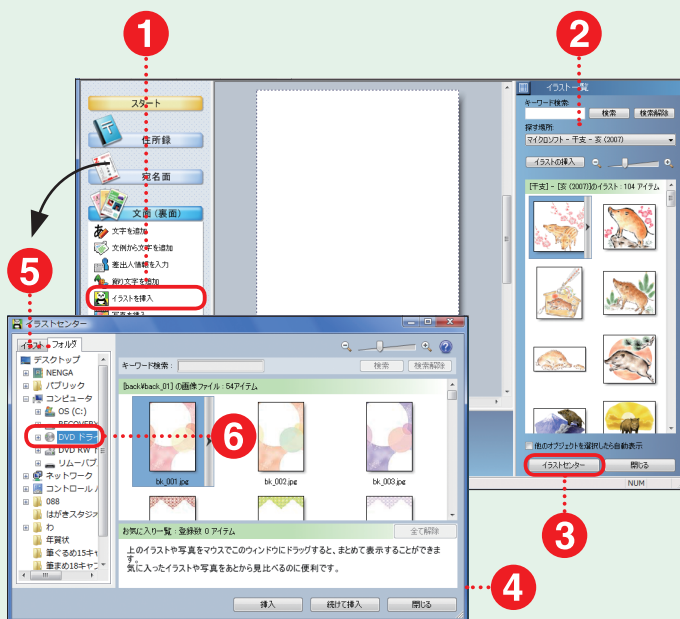 1
2
スタート
住所録
宛名面
文面（裏面）
文字を追加
文例から文字を追加
差出人情報を入力
飾り文字を追加
イラストを挿入
写真を挿入
イラスト一覧
キーワード検索:
検索
検索解除
探す場所:
マイクロソフト - 干支 - 亥 (2007)
イラストの挿入
[干支] - [亥 (2007)]のイラスト : 104 アイテム
他のオブジェクトを選択したら自動表示
イラストセンター
閉じる
NUM
3
5
イラストセンター
イラスト
フォルダ
デスクトップ
NENGA
パブリック
コンピュータ
OS (C:)
RECOVERY
DVD ドライ
DVD RW ド
リムーバブ
ネットワーク
コントロール
088
はがきスタジオ
わ
年賀状
筆ぐるめ15キャ
筆まめ18キャプ
6
キーワード検索 :
検索
検索解除
[back¥back_01] の画像ファイル : 54アイテム
bk_001.jpg
bk_002.jpg
bk_003.jpg
お気に入り一覧 : 登録数 0 アイテム
全て解除
上のイラストや写真をマウスでこのウィンドウにドラッグすると、まとめて表示することができま
す。
気に入ったイラストや写真をあとから見比べるのに便利です。
4
挿入
続けて挿入
閉じる